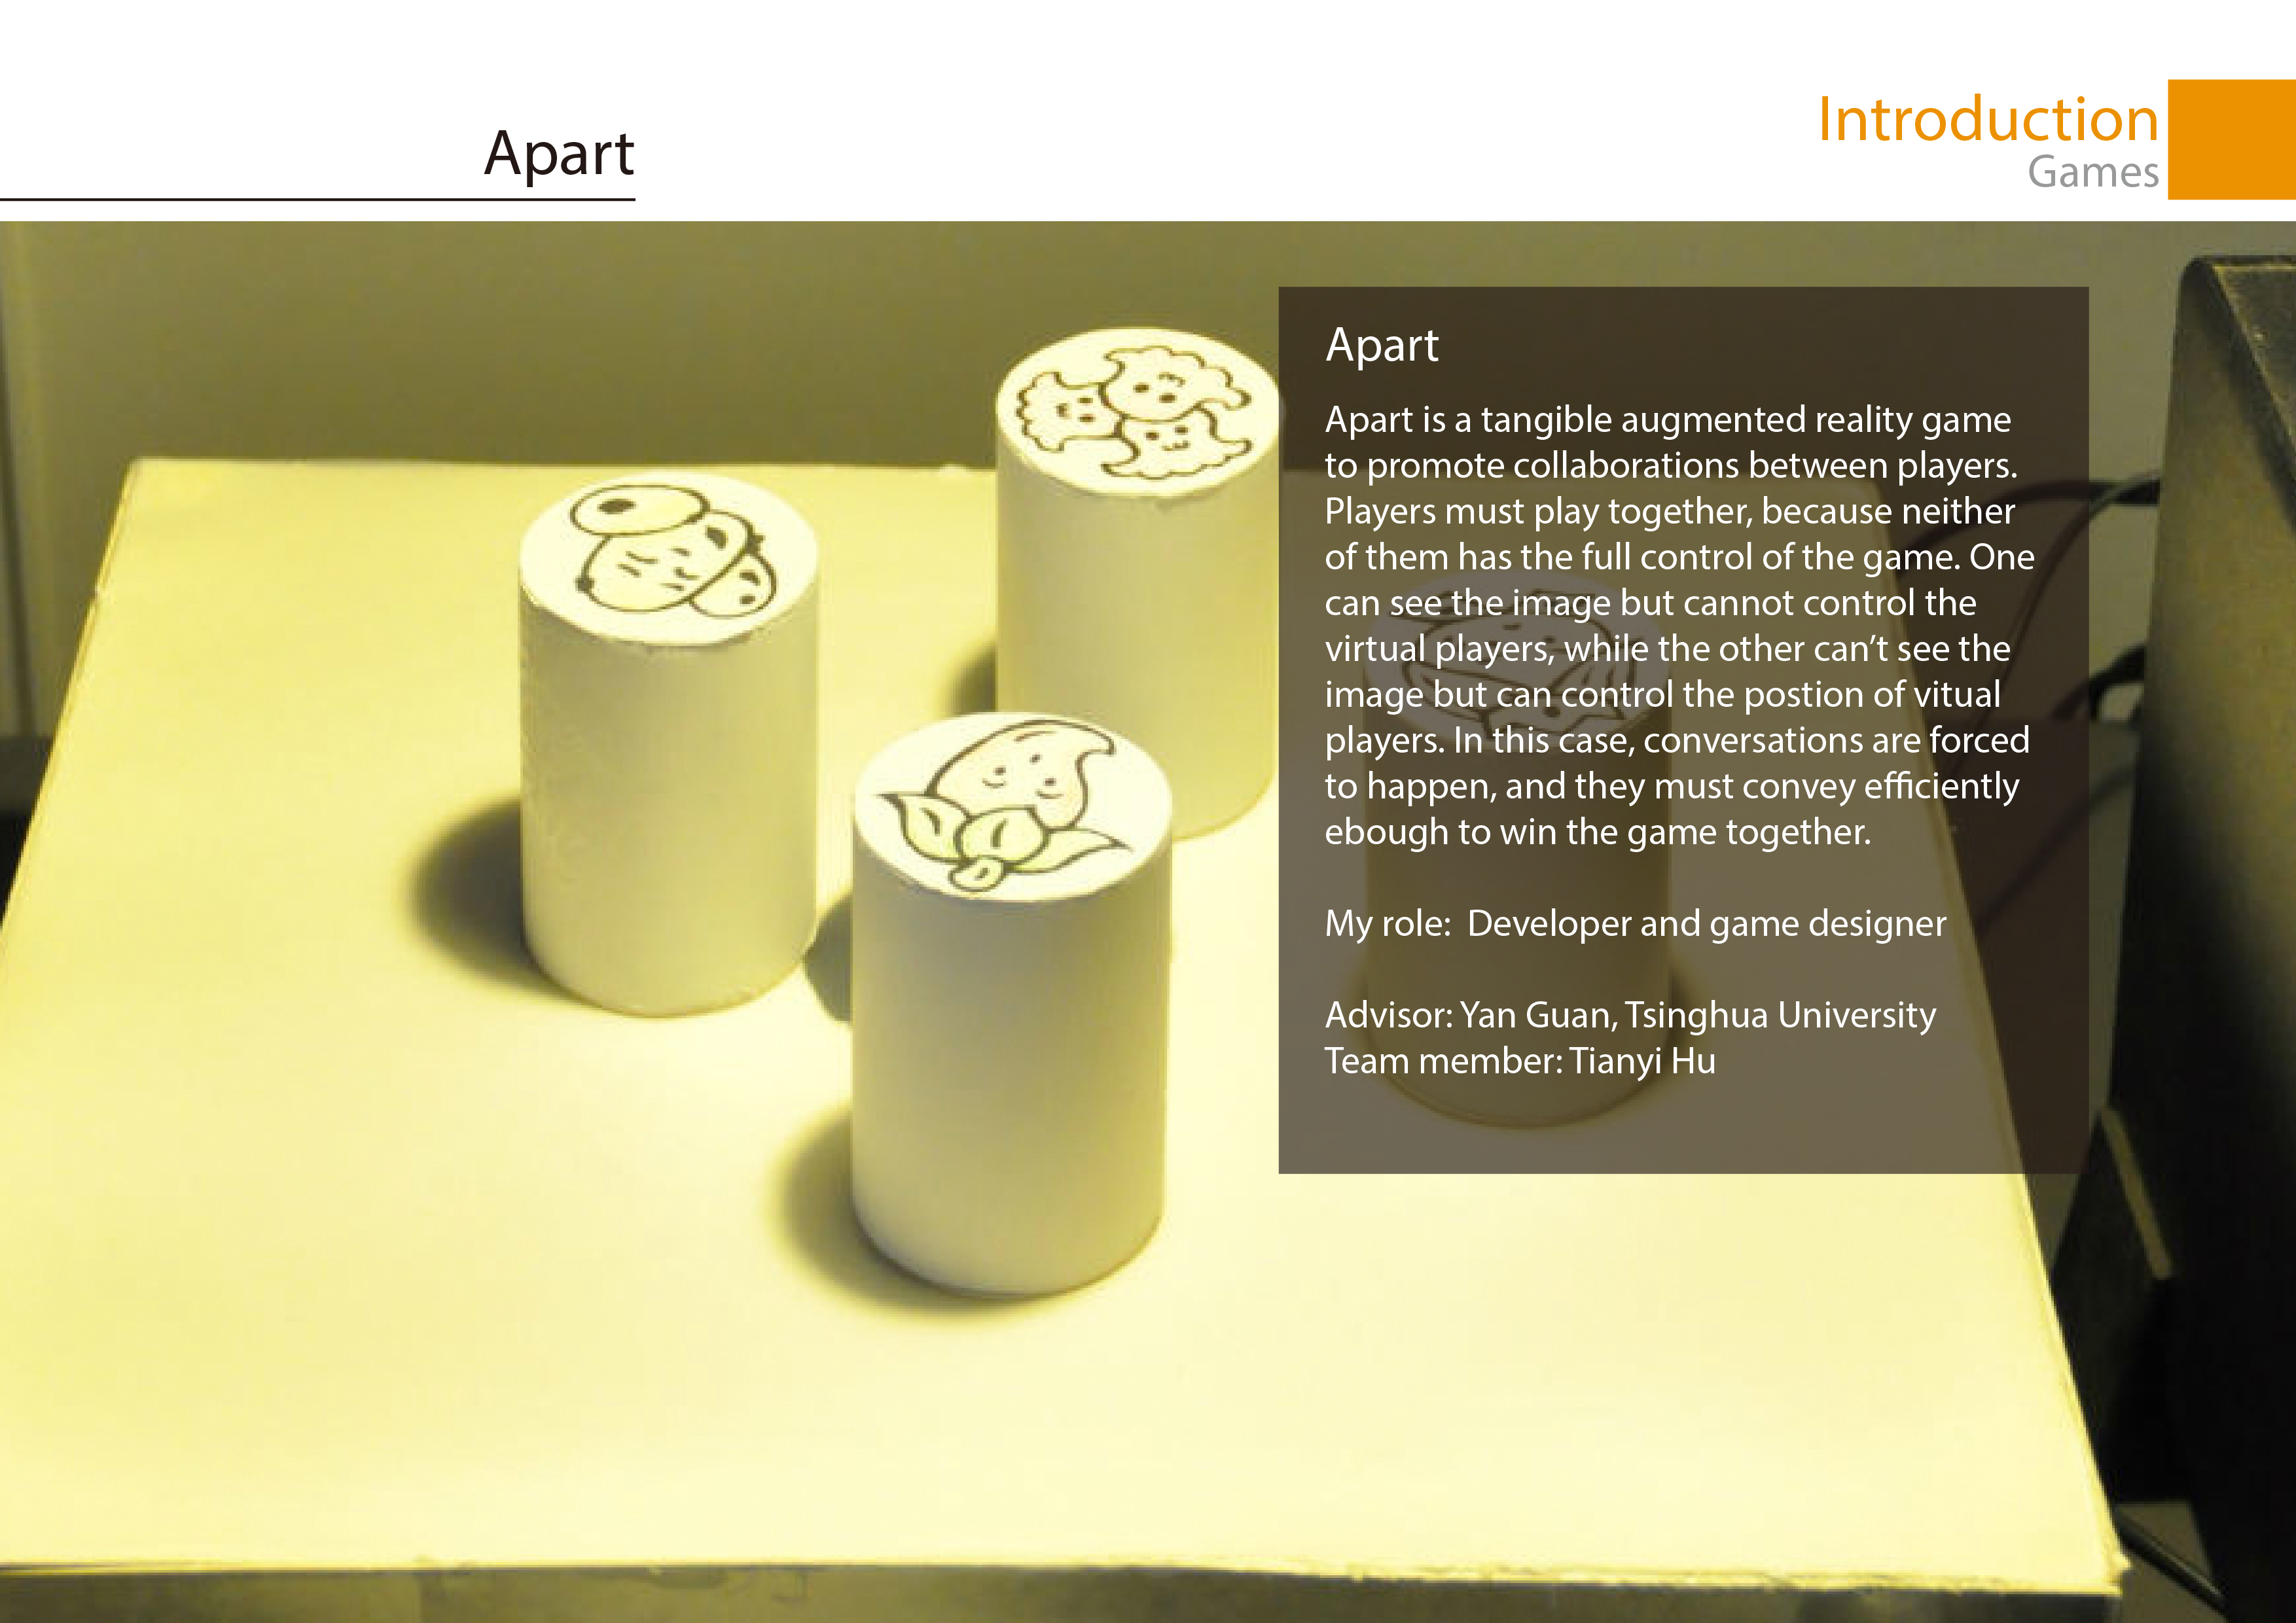 Apart
Introduction
Games
Apart
Apart is a tangible augmented reality game
to promote collaborations between players.
Players must play together, because neither
of them has the full control of the game. One
can see the image but cannot control the
virtual players, while the other can’t see the
image but can control the postion of vitual
players. In this case, conversations are forced
to happen, and they must convey efficiently
ebough to win the game together.
My role:  Developer and game designer
Advisor: Yan Guan, Tsinghua University
Team member: Tianyi Hu